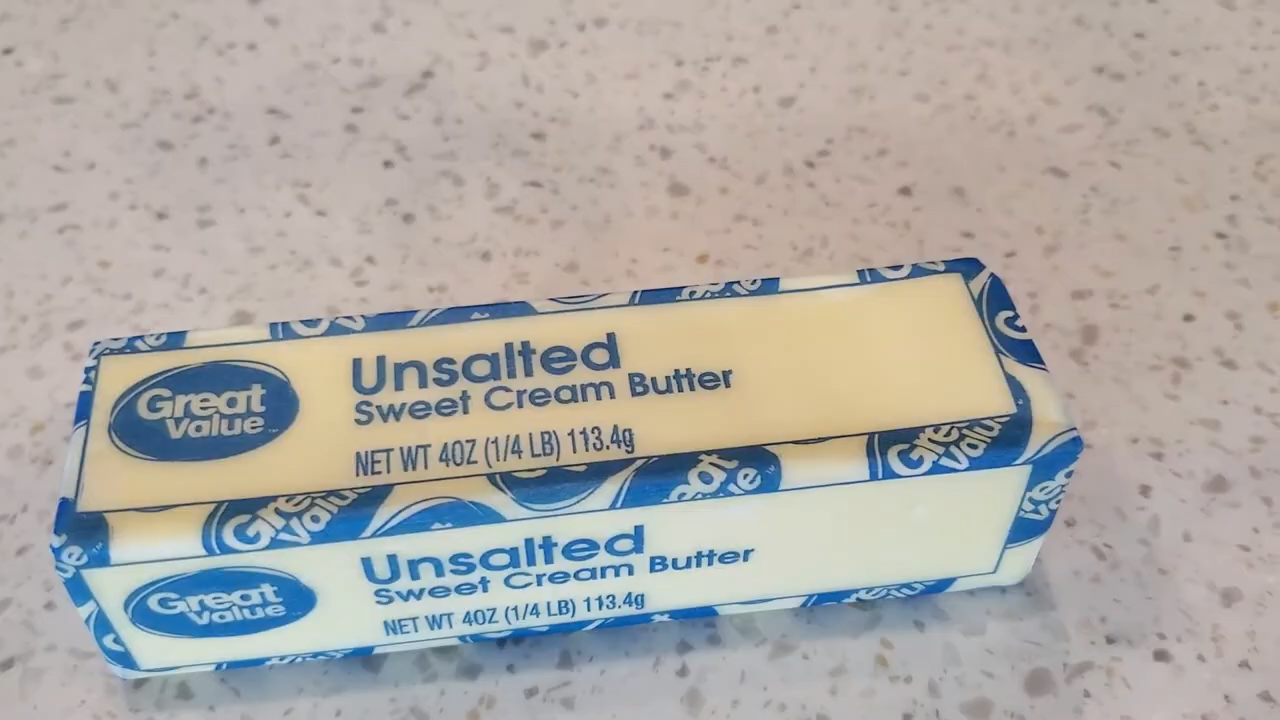 Great
Value
Unsalted
Sweet Cream Butter
NET WT 4OZ (1/4 LB) 113.4g
Great
Value
Unsalted
Sweet Cream Butter
NET WT 4OZ (1/4 LB) 113.4g